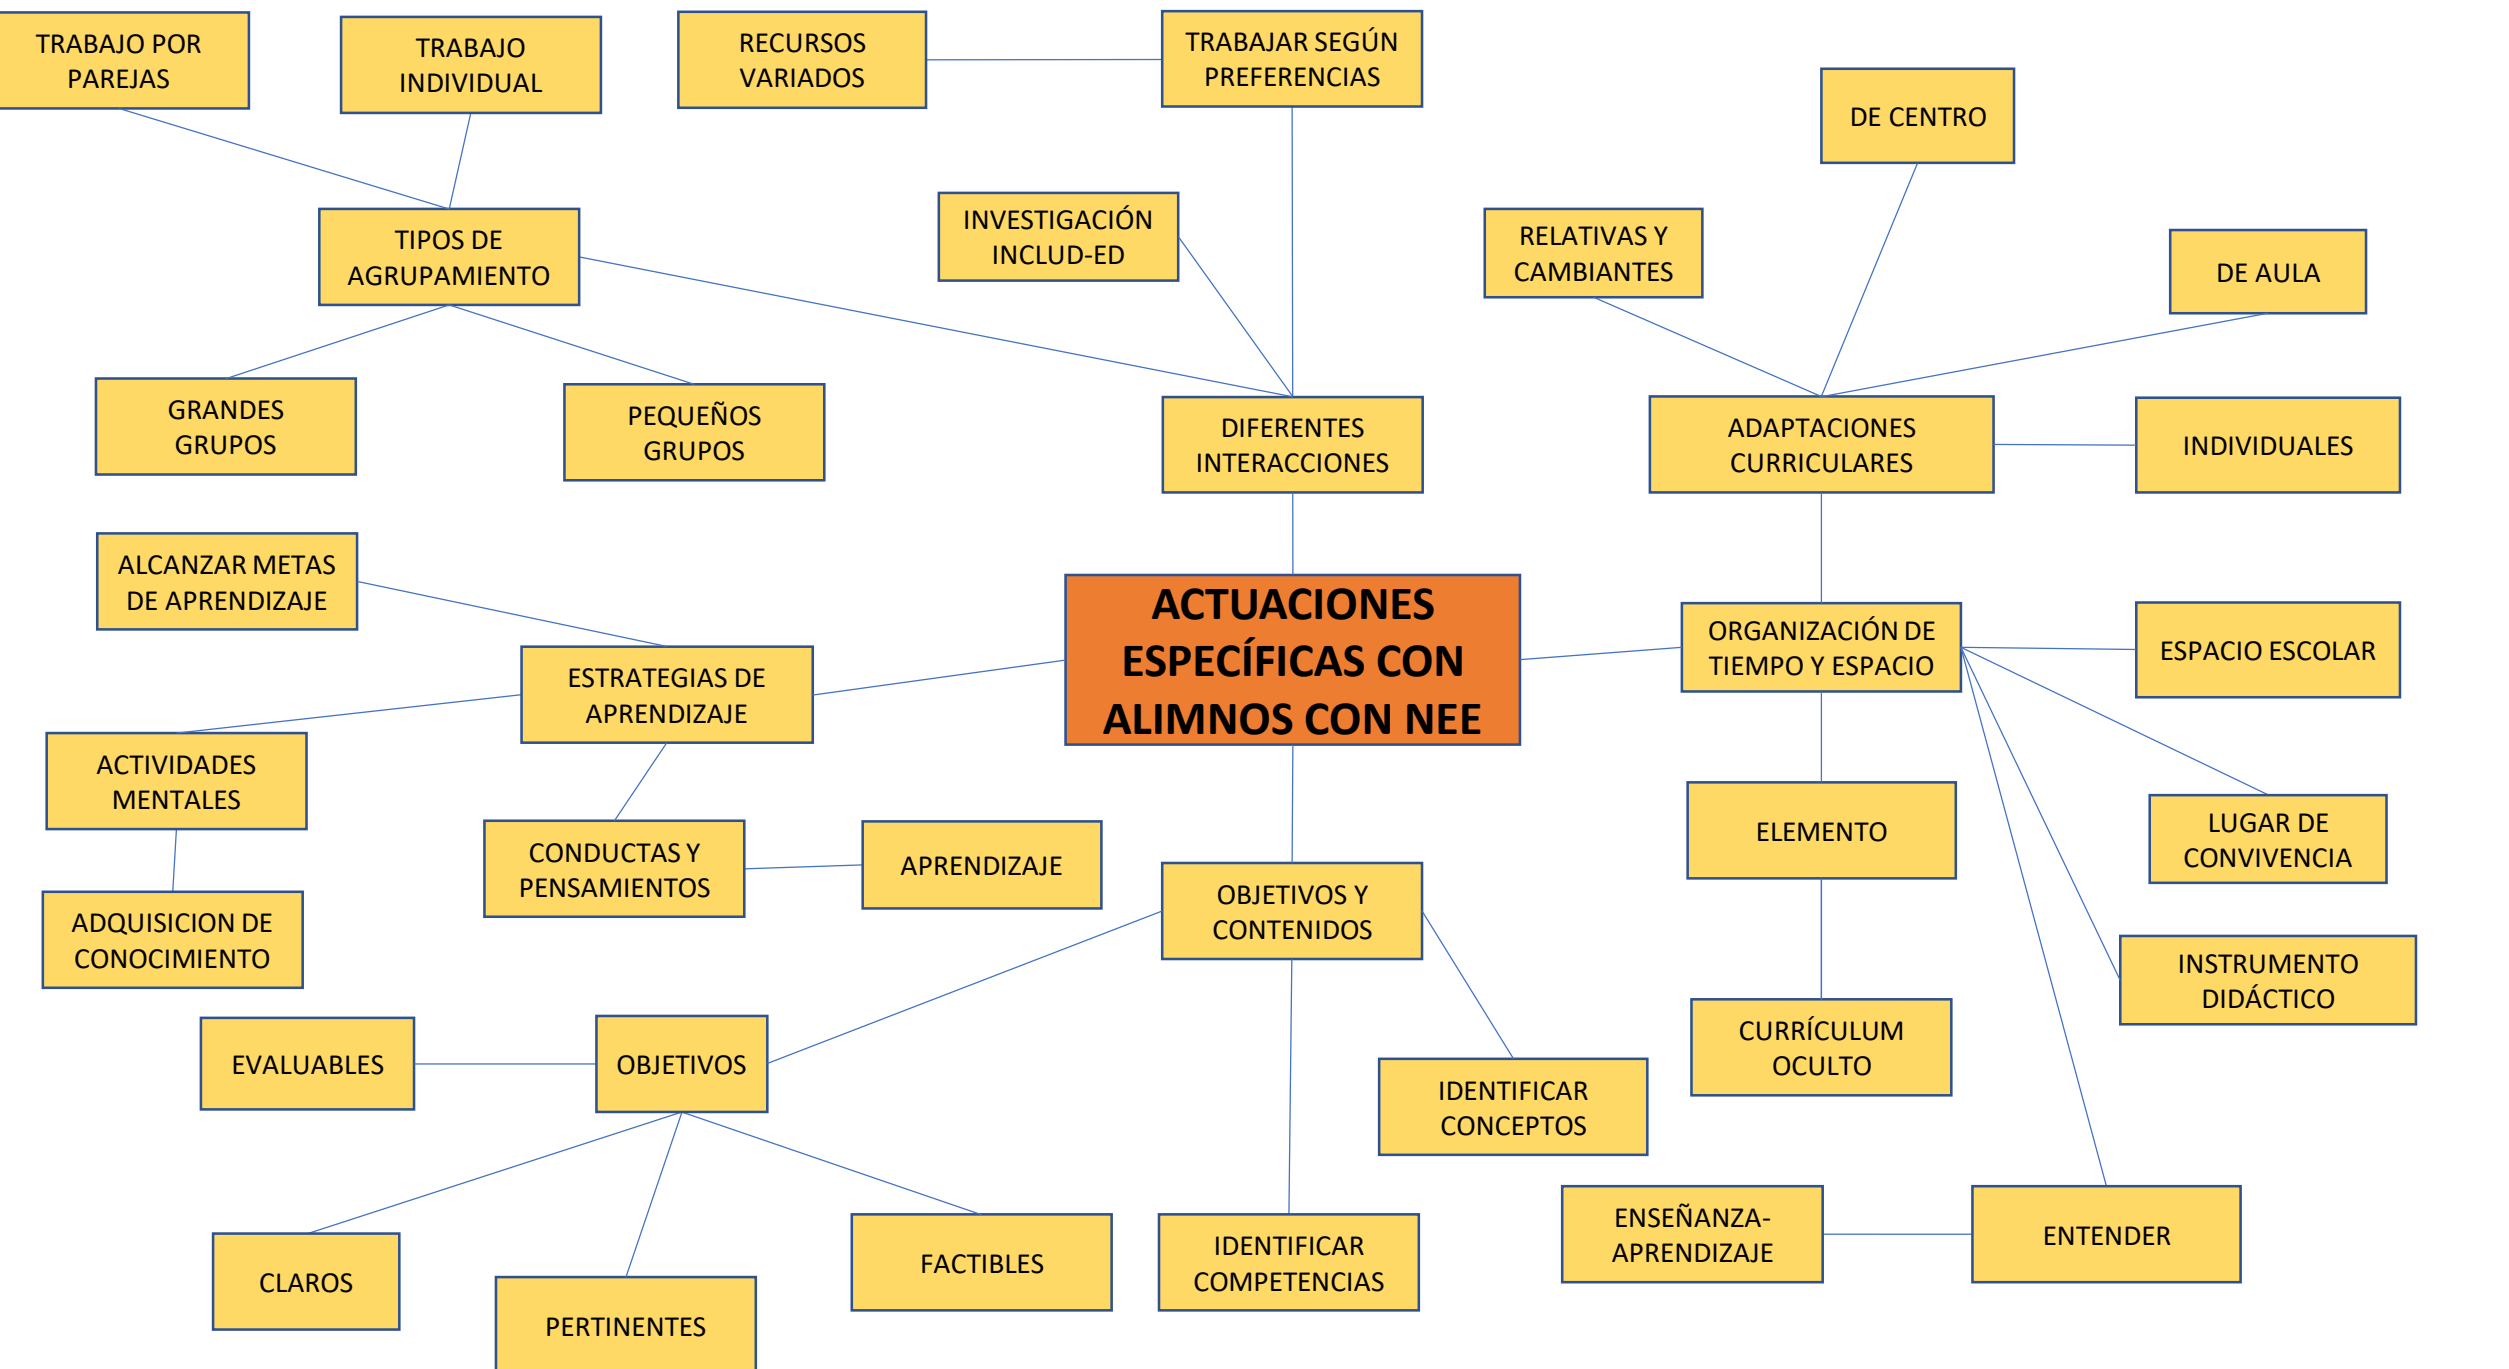 TRABAJO POR
PAREJAS
TRABAJO
INDIVIDUAL
RECURSOS
VARIADOS
TRABAJAR SEGÚN
PREFERENCIAS
DE CENTRO
TIPOS DE
AGRUPAMIENTO
INVESTIGACIÓN
INCLUD-ED
RELATIVAS Y
CAMBIANTES
DE AULA
GRANDES
GRUPOS
PEQUEÑOS
GRUPOS
DIFERENTES
INTERACCIONES
ADAPTACIONES
CURRICULARES
INDIVIDUALES
ALCANZAR METAS
DE APRENDIZAJE
ACTUACIONES
ESPECÍFICAS CON
ALIMNOS CON NEE
ORGANIZACIÓN DE
TIEMPO Y ESPACIO
ESPACIO ESCOLAR
ESTRATEGIAS DE
APRENDIZAJE
ACTIVIDADES
MENTALES
CONDUCTAS Y
PENSAMIENTOS
APRENDIZAJE
ELEMENTO
LUGAR DE
CONVIVENCIA
ADQUISICION DE
CONOCIMIENTO
OBJETIVOS Y
CONTENIDOS
INSTRUMENTO
DIDÁCTICO
EVALUABLES
OBJETIVOS
CURRÍCULUM
OCULTO
IDENTIFICAR
CONCEPTOS
CLAROS
PERTINENTES
FACTIBLES
IDENTIFICAR
COMPETENCIAS
ENSEÑANZA-
APRENDIZAJE
ENTENDER